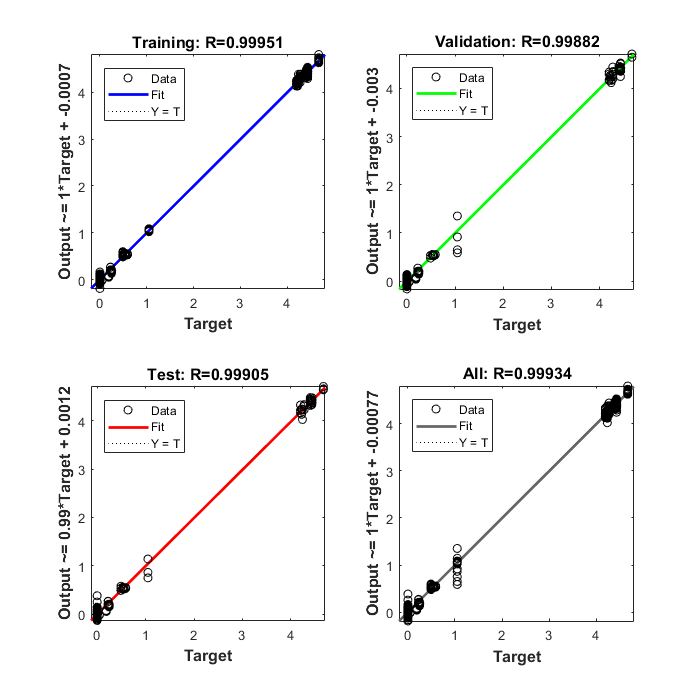 Training: R=0.99951
Output ~= 1*Target + -0.0007
Data
Fit
Y = T
4
3
2
1
0
0 1 2 3 4
Target
Validation: R=0.99882
Output ~= 1*Target + -0.003
Data
Fit
Y = T
4
3
2
1
0
0 1 2 3 4
Target
Test: R=0.99905
Output ~= 0.99*Target + 0.0012
Data
Fit
Y = T
4
3
2
1
0
0 1 2 3 4
Target
All: R=0.99934
Output ~= 1*Target + -0.00077
Data
Fit
Y = T
4
3
2
1
0
0 1 2 3 4
Target